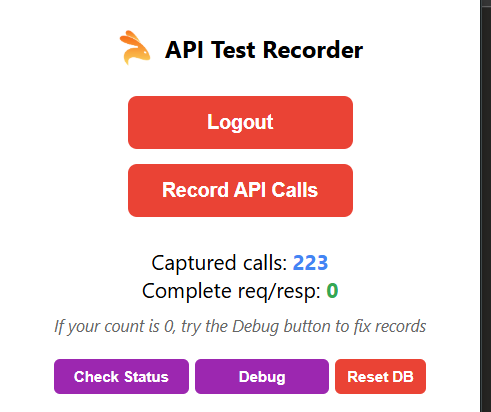 API Test Recorder
Logout
Record API Calls
Captured calls: 223
Complete req/resp: 0
If your count is 0, try the Debug button to fix records
Check Status Debug Reset DB